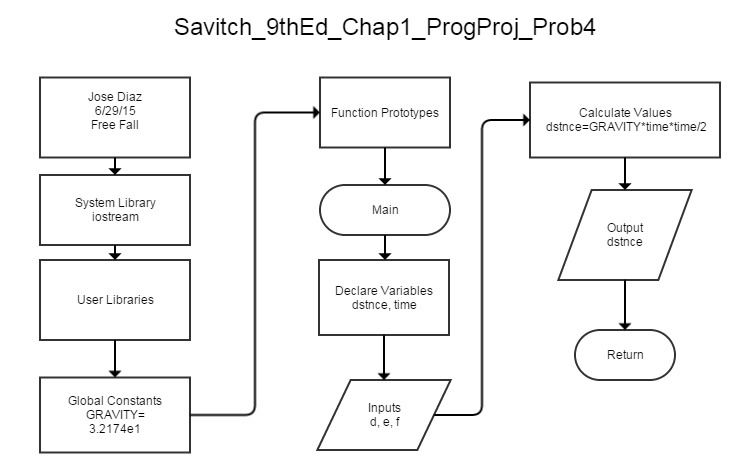 Savitch_9thEd_Chap1_ProgProj_Prob4
Jose Diaz
6/29/15
Free Fall
System Library
iostream
User Libraries
Global Constants
GRAVITY=
3.2174e1
Function Prototypes
Main
Declare Variables
dstnce, time
Inputs
d, e, f
Calculate Values
dstnce=GRAVITY*time*time/2
Output
dstnce
Return